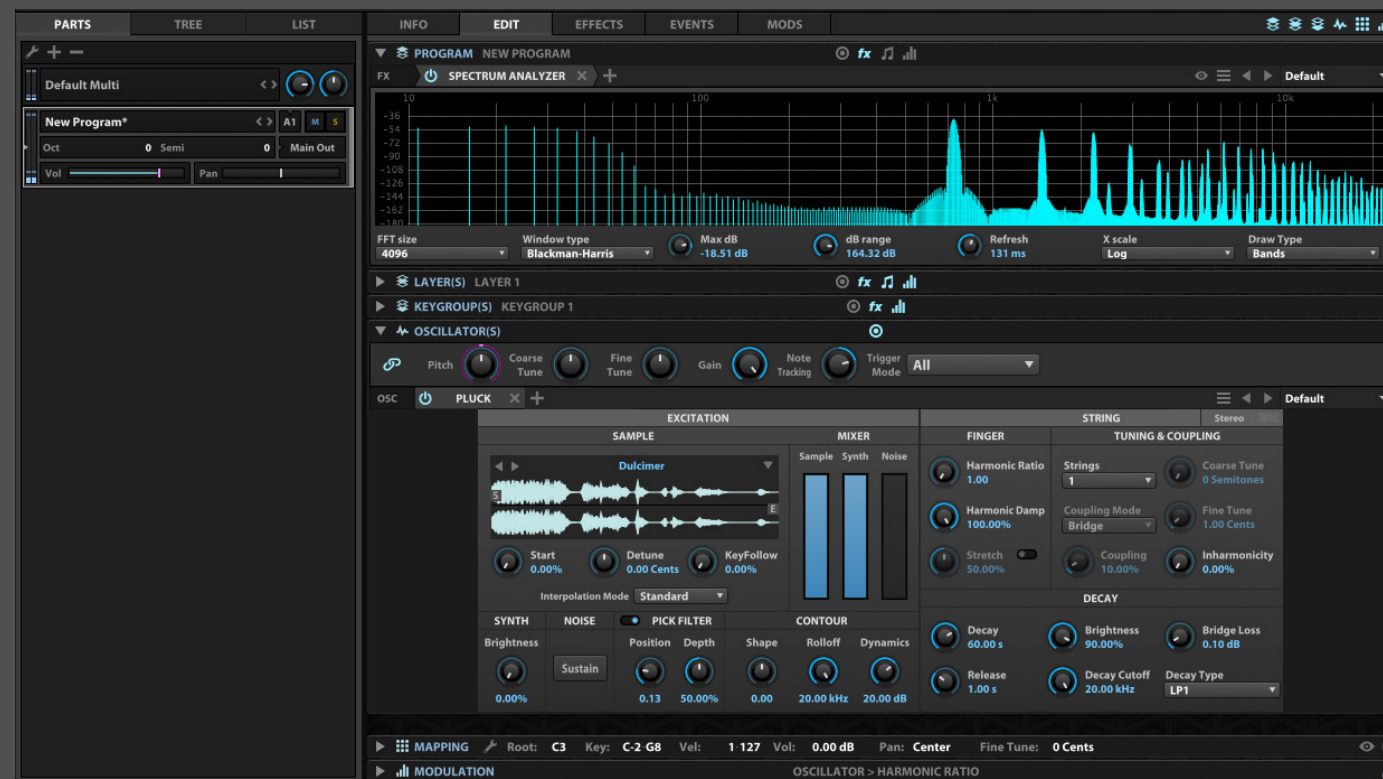 PARTS TREE LIST INFO EDIT EFFECTS EVENTS MODS
PROGRAM NEW PROGRAM fx
FX SPECTRUM ANALYZER Default
Default Multi
10 100 1k 10k
-36
-54
-72
-90
-108
-126
-144
-162
-180
New Program* A1 M S
Oct 0 Semi 0 Main Out
Vol Pan
FFT size Window type Max dB dB range Refresh X scale Draw Type
4096 Blackman-Harris -18.51 dB 164.32 dB 131 ms Log Bands
LAYER(S) LAYER 1 fx
KEYGROUP(S) KEYGROUP 1 fx
OSCILLATOR(S)
Pitch Coarse Tune Fine Tune Gain Note Tracking Trigger Mode All
OSC PLUCK Default
EXCITATION STRING Stereo
SAMPLE MIXER FINGER TUNING & COUPLING
Sample Synth Noise
Dulcimer
S
E
Harmonic Ratio Strings Coarse Tune
1.00 1 0 Semitones
Harmonic Damp Coupling Mode Fine Tune
100.00% Bridge 1.00 Cents
Start Detune KeyFollow Stretch Coupling Inharmonicity
0.00% 0.00 Cents 0.00% 50.00% 10.00% 0.00%
Interpolation Mode Standard
DECAY
SYNTH NOISE PICK FILTER CONTOUR
Brightness Position Depth Shape Rolloff Dynamics
Sustain
0.00% 0.13 50.00% 0.00 20.00 kHz 20.00 dB
Decay Brightness Bridge Loss
60.00 s 90.00% 0.10 dB
Release Decay Cutoff Decay Type
1.00 s 20.00 kHz LP1
MAPPING Root: C3 Key: C-2 G8 Vel: 1 127 Vol: 0.00 dB Pan: Center Fine Tune: 0 Cents
MODULATION OSCILLATOR > HARMONIC RATIO